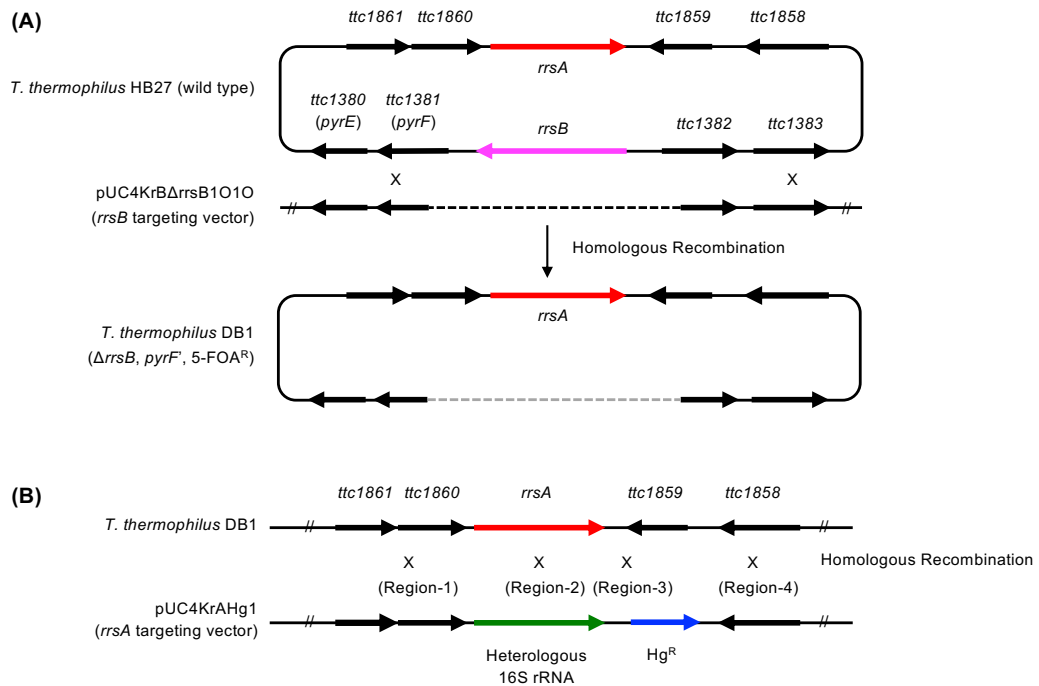 (A)
ttc1861 ttc1860 ttc1859 ttc1858
rrsA
T. thermophilus HB27 (wild type)
ttc1380 ttc1381 rrsB ttc1382 ttc1383
(pyrE) (pyrF)
X X
pUC4KrBΔrrsB1O1O
(rrsB targeting vector)
// //
Homologous Recombination
rrsA
T. thermophilus DB1
(ΔrrsB, pyrF', 5-FOAᴿ)
(B)
ttc1861 ttc1860 rrsA ttc1859 ttc1858
T. thermophilus DB1 // //
X X X X Homologous Recombination
(Region-1) (Region-2) (Region-3) (Region-4)
pUC4KrAHg1
(rrsA targeting vector)
// //
Heterologous Hgᴿ
16S rRNA